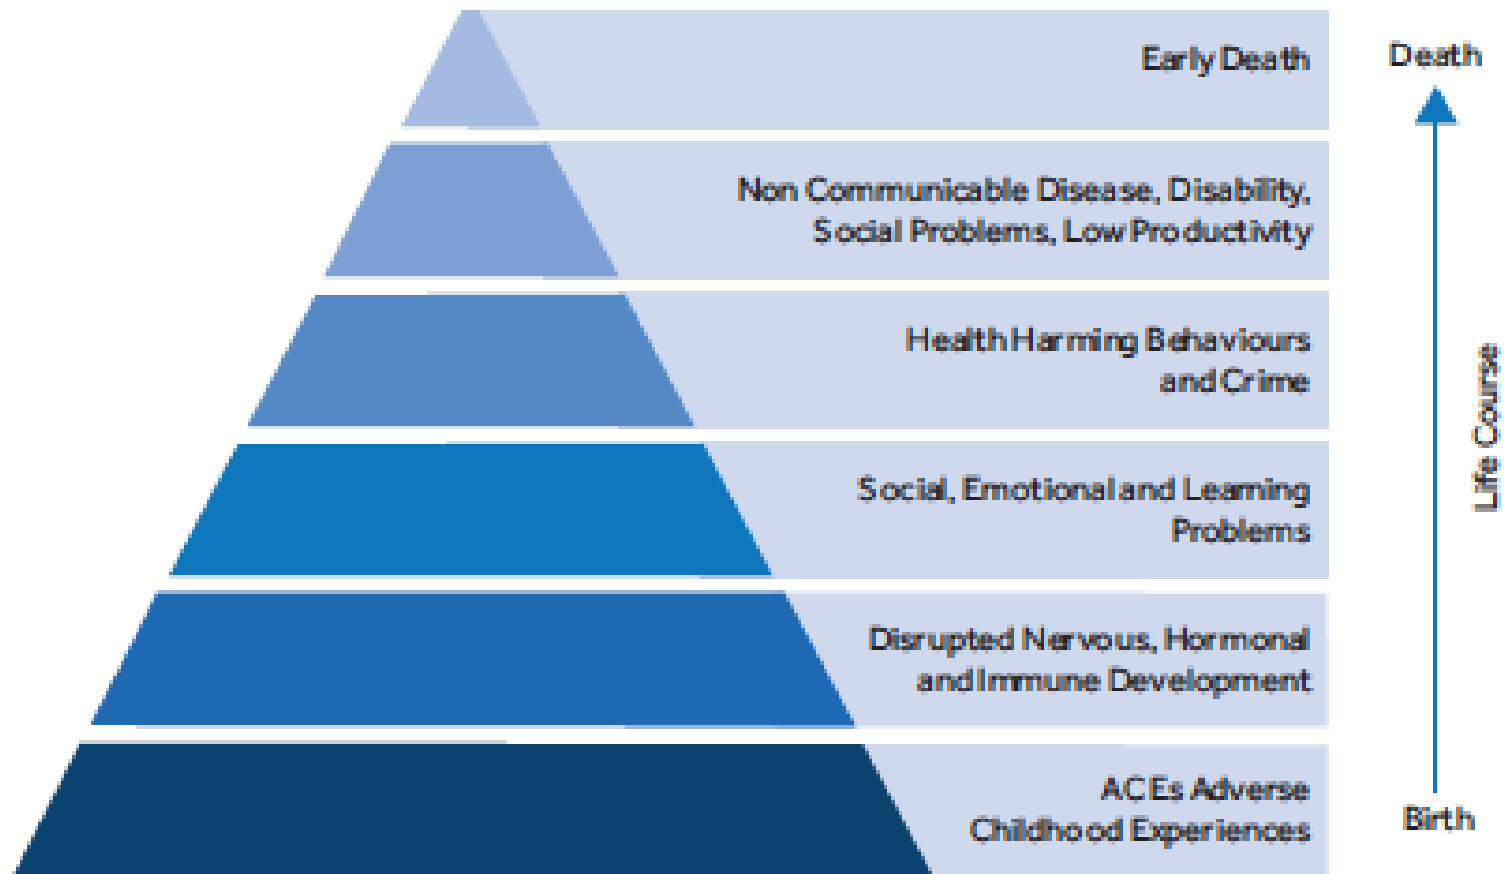 Early Death
Non Communicable Disease, Disability,
Social Problems, Low Productivity
Health Harming Behaviours
and Crime
Social, Emotional and Learning
Problems
Disrupted Nervous, Hormonal
and Immune Development
ACEs Adverse
Childhood Experiences
Death
Life Course
Birth